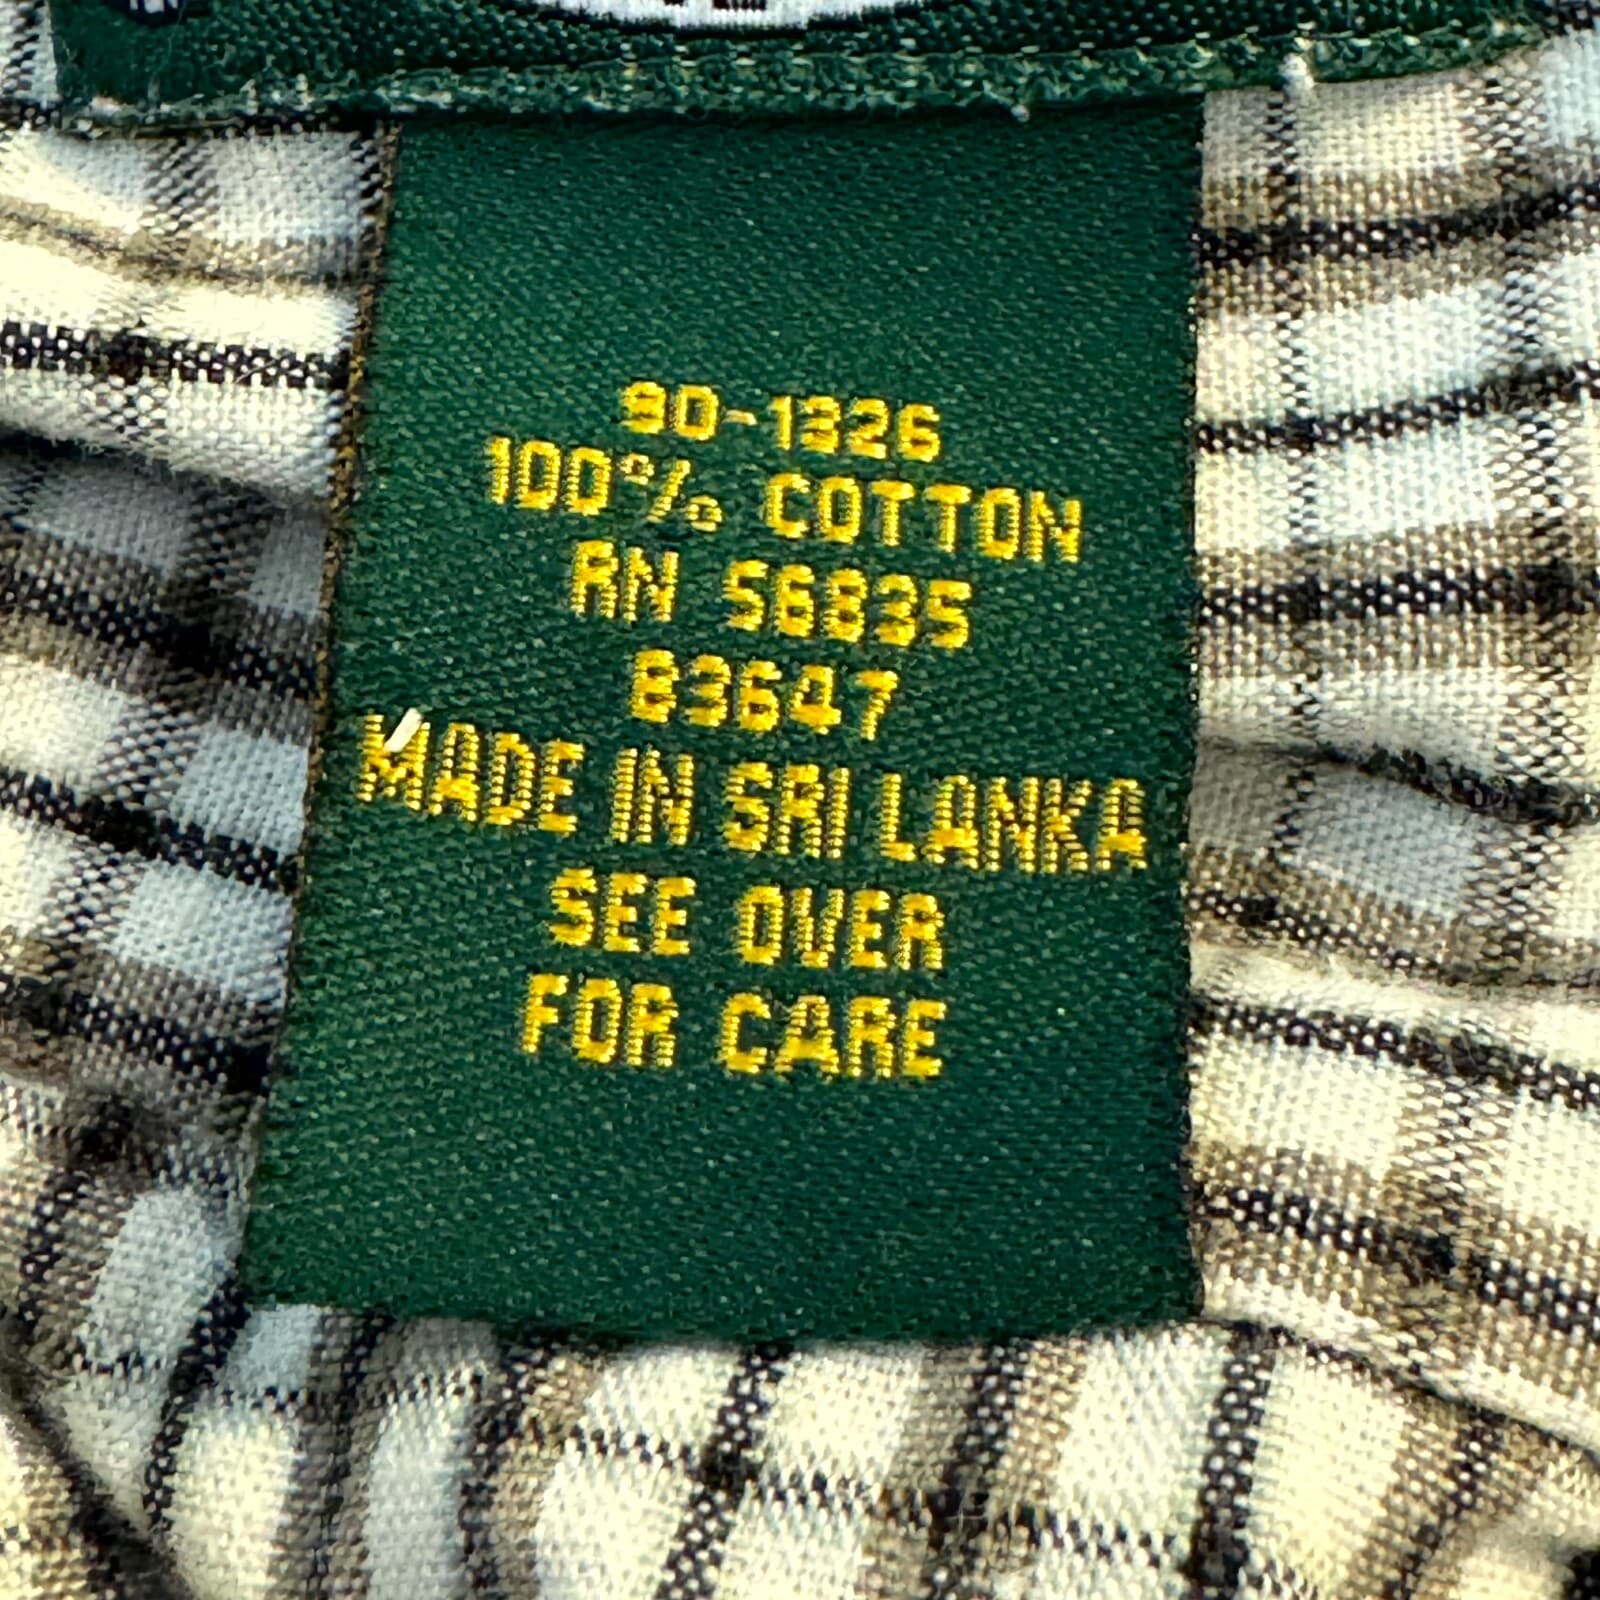 90-1326
100% COTTON
RN 56835
83647
MADE IN SRI LANKA
SEE OVER
FOR CARE